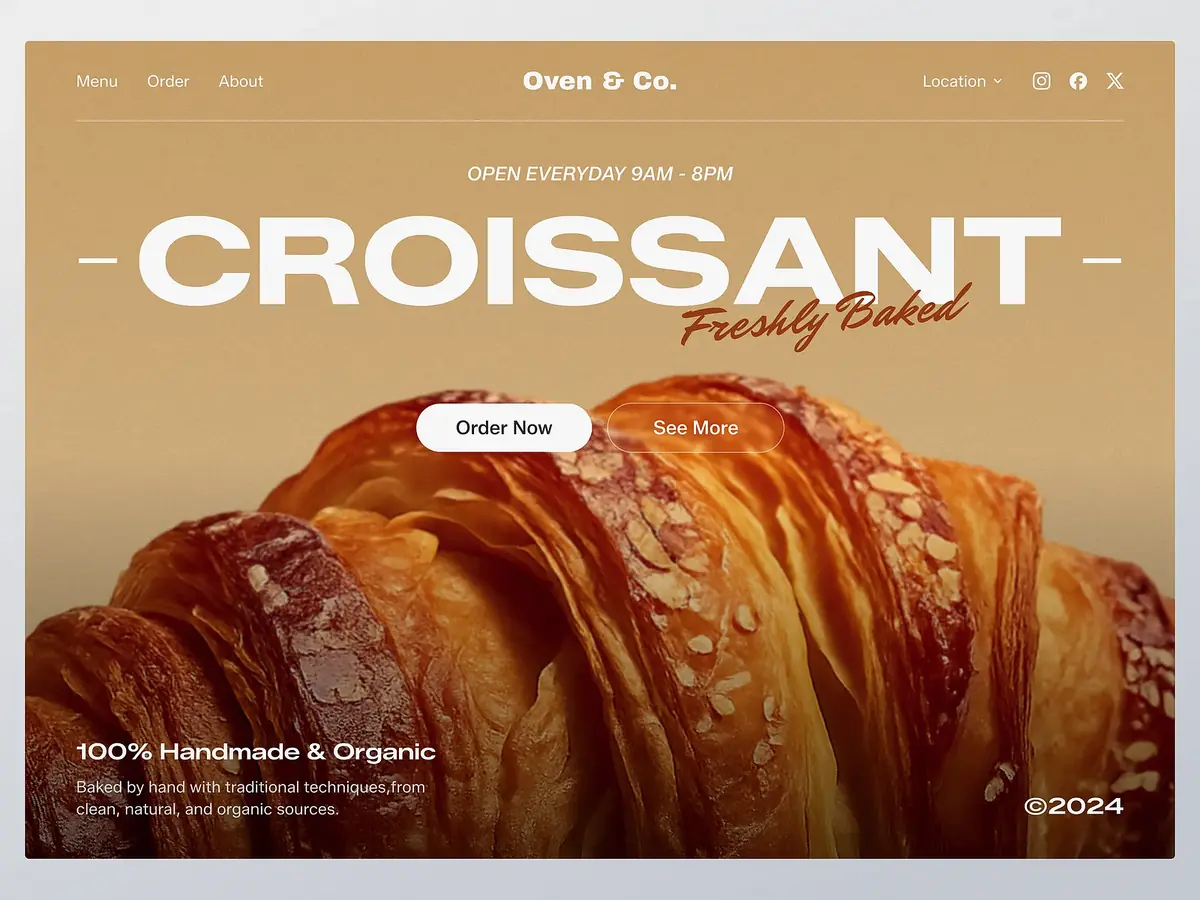 Menu
Order
About
Oven & Co.
Location
OPEN EVERYDAY 9AM - 8PM
– CROISSANT –
Freshly Baked
Order Now
See More
100% Handmade & Organic
Baked by hand with traditional techniques,from
clean, natural, and organic sources.
©2024